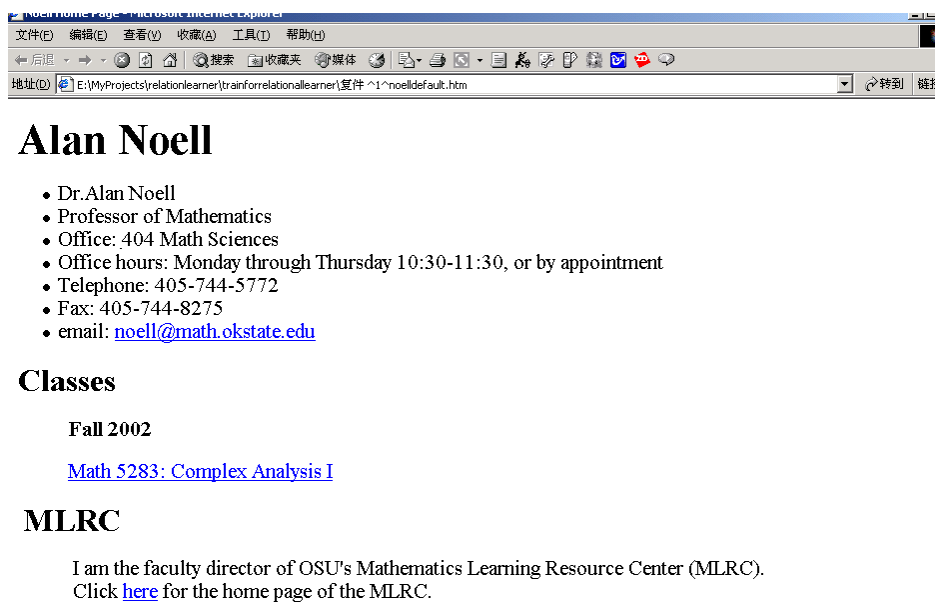 Noell Home Page - Microsoft Internet Explorer
文件(F) 编辑(E) 查看(V) 收藏(A) 工具(T) 帮助(H)
后退 搜索 收藏夹 媒体
地址(D) E:\MyProjects\relationlearner\trainforrelationallearner\复件 ^1^noelldefault.htm 转到
Alan Noell
• Dr.Alan Noell
• Professor of Mathematics
• Office: 404 Math Sciences
• Office hours: Monday through Thursday 10:30-11:30, or by appointment
• Telephone: 405-744-5772
• Fax: 405-744-8275
• email: noell@math.okstate.edu
Classes
Fall 2002
Math 5283: Complex Analysis I
MLRC
I am the faculty director of OSU's Mathematics Learning Resource Center (MLRC).
Click here for the home page of the MLRC.